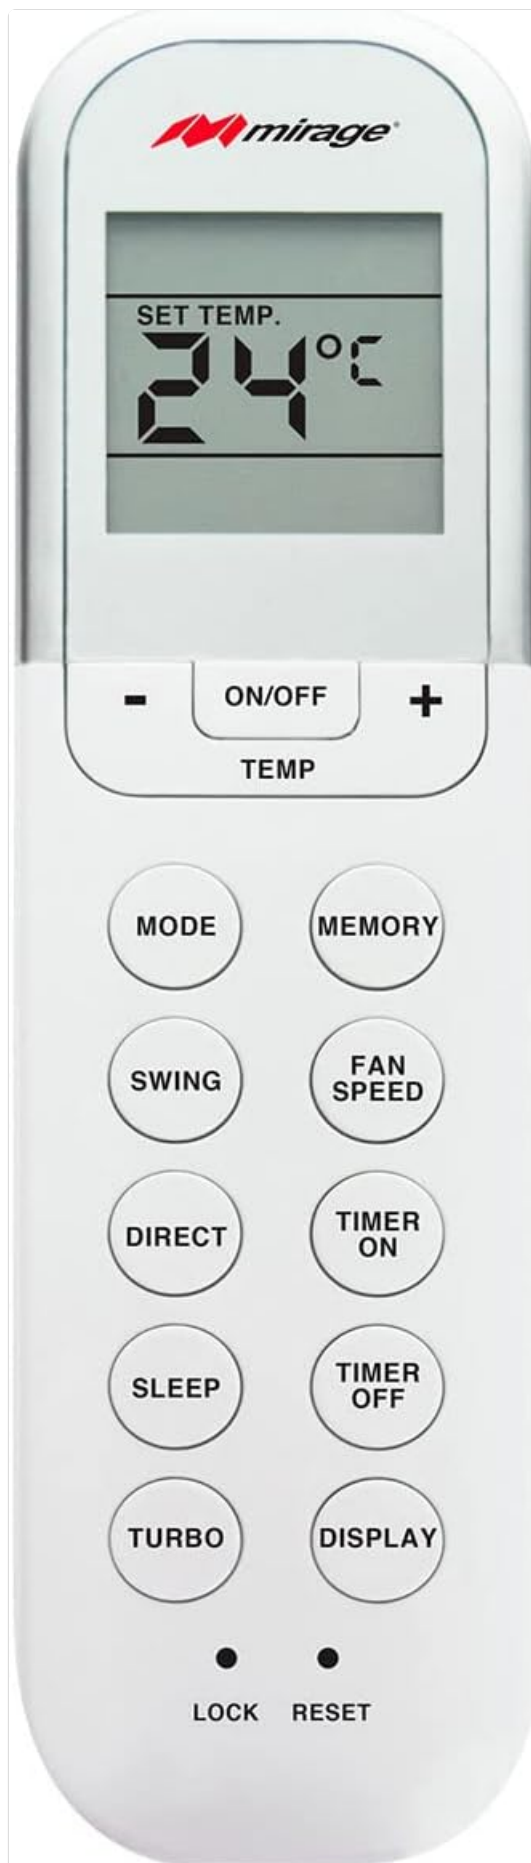 mirage®
SET TEMP.
24°C
- ON/OFF +
TEMP
MODE MEMORY
SWING FAN SPEED
DIRECT TIMER ON
SLEEP TIMER OFF
TURBO DISPLAY
LOCK RESET